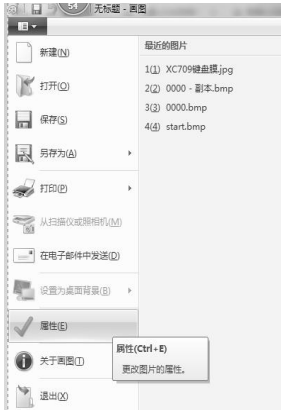 54
无标题 - 画图
新建(N)
打开(O)
保存(S)
另存为(A)
打印(P)
从扫描仪或照相机(M)
在电子邮件中发送(D)
设置为桌面背景(B)
属性(E)
关于画图(T)
退出(X)
最近的图片
1(1) XC709键盘膜.jpg
2(2) 0000 - 副本.bmp
3(3) 0000.bmp
4(4) start.bmp
属性(Ctrl+E)
更改图片的属性。